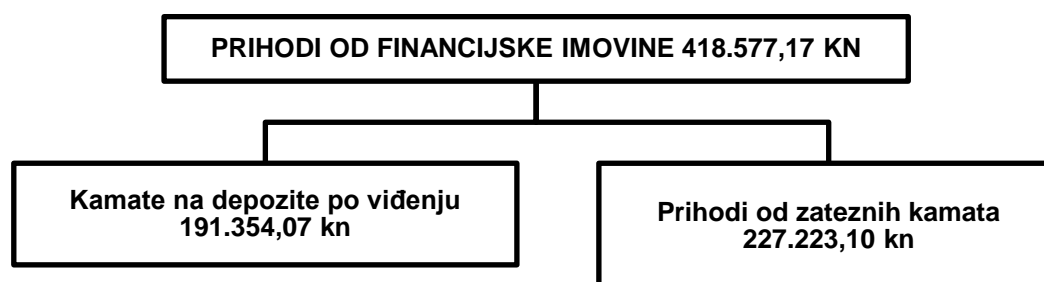 PRIHODI OD FINANCIJSKE IMOVINE 418.577,17 KN
Kamate na depozite po viđenju
191.354,07 kn
Prihodi od zateznih kamata
227.223,10 kn